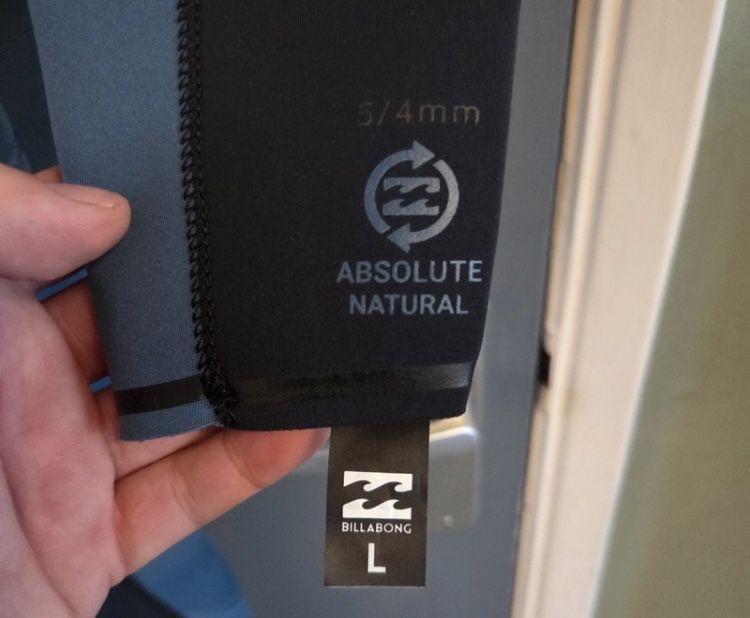 5/4mm
ABSOLUTE
NATURAL
BILLABONG
L